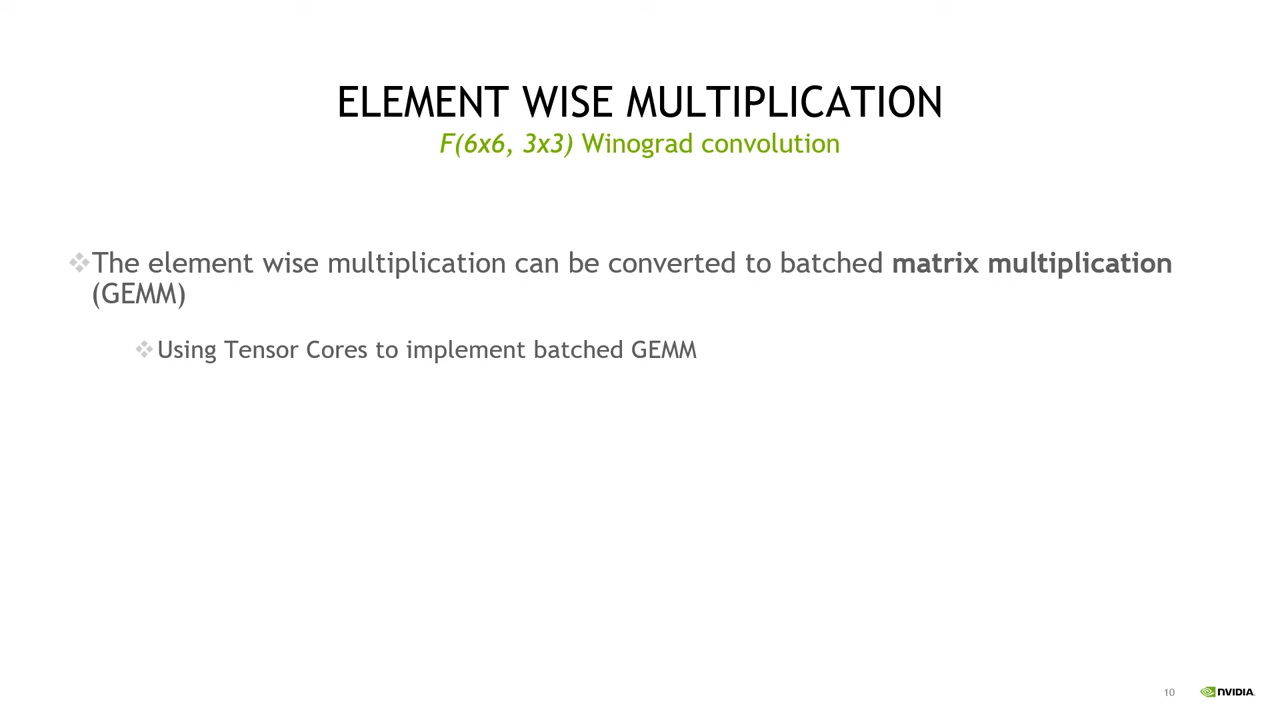 ELEMENT WISE MULTIPLICATION
F(6x6, 3x3) Winograd convolution
❖The element wise multiplication can be converted to batched matrix multiplication
(GEMM)
❖Using Tensor Cores to implement batched GEMM
10
NVIDIA.